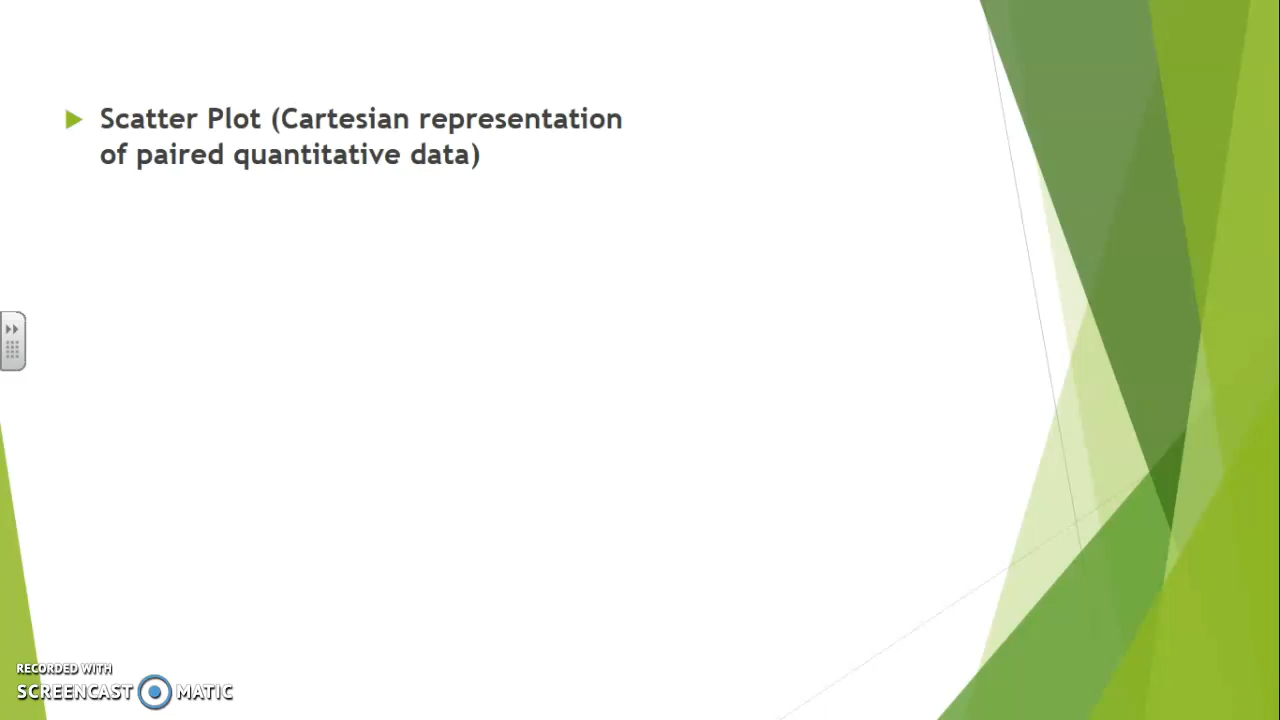 Scatter Plot (Cartesian representation
of paired quantitative data)
RECORDED WITH
SCREENCAST MATIC